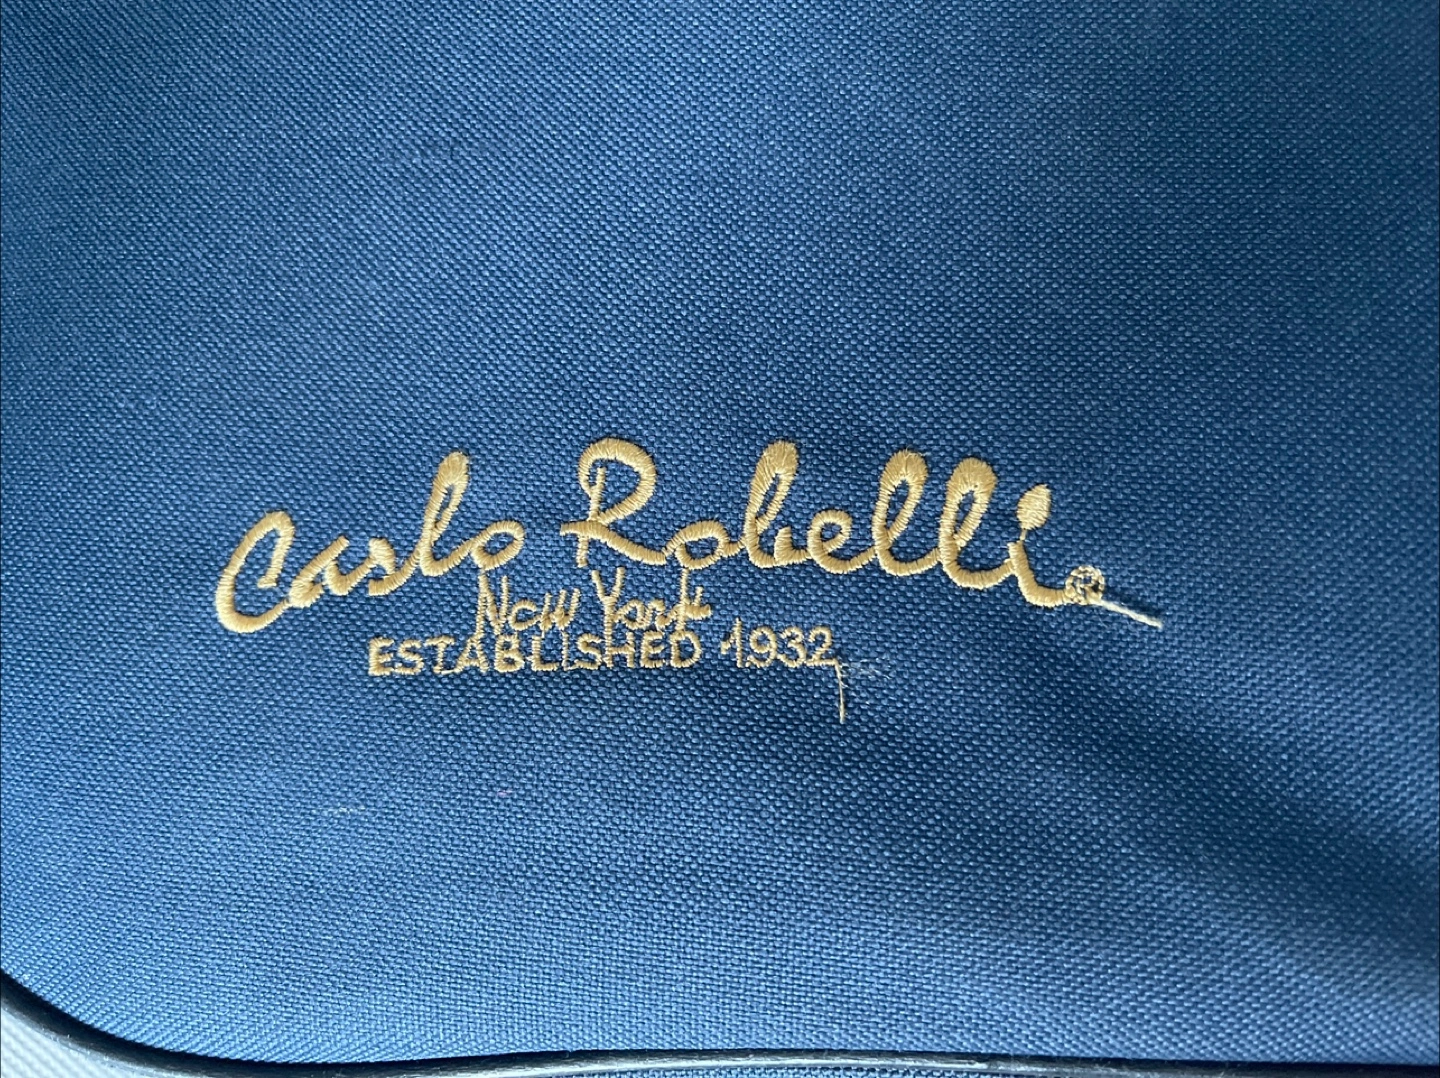 Carlo Robelli®
New York
ESTABLISHED 1932